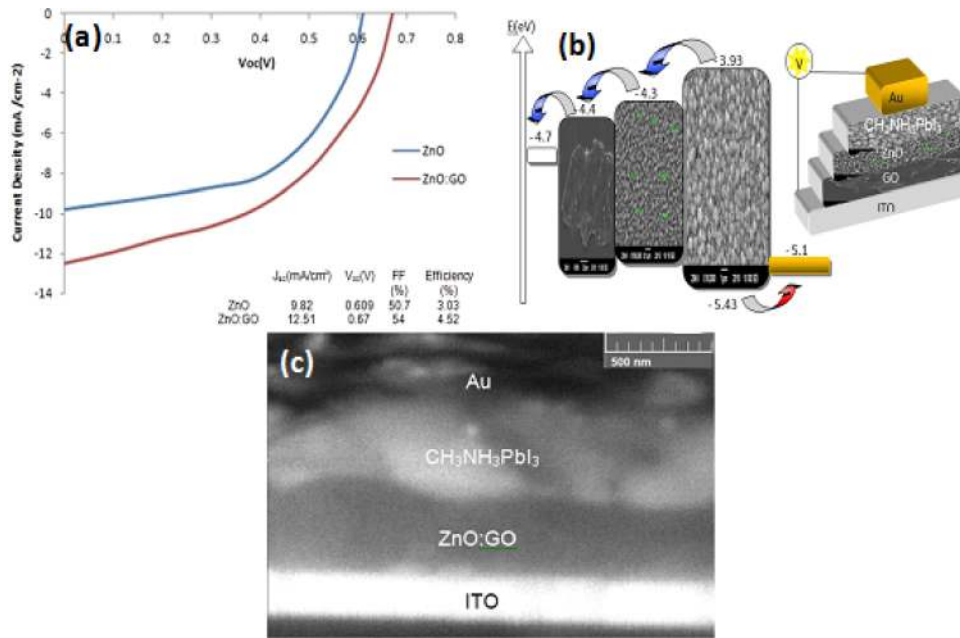 (a)
0 0.1 0.2 0.3 0.4 0.5 0.6 0.7 0.8
Voc(V)
0
-2
-4
-6
-8
-10
-12
-14
Current Density (mA /cm-2)
ZnO
ZnO:GO
Jsc(mA/cm²) Voc(V) FF (%) Efficiency (%)
ZnO 9.82 0.609 50.7 3.03
ZnO:GO 12.51 0.67 54 4.52
(b)
E(eV)
- 4.7
- 4.4
- 4.3
3.93
- 5.43
- 5.1
V
Au
CH3NH3PbI3
ZnO
GO
ITO
(c)
500 nm
Au
CH₃NH₃PbI₃
ZnO:GO
ITO